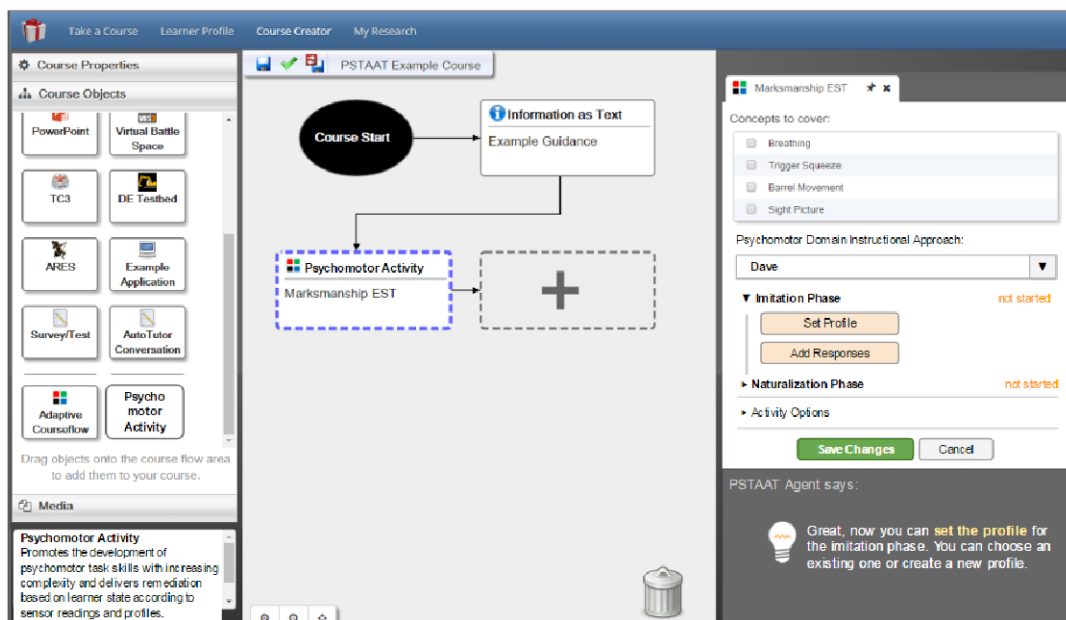 Take a Course Learner Profile Course Creator My Research
Course Properties
Course Objects
PowerPoint
Virtual Battle
Space
TC3
DE Testbed
ARES
Example
Application
Survey/Test
AutoTutor
Conversation
Adaptive
Courseflow
Psycho
motor
Activity
Drag objects onto the course flow area
to add them to your course.
Media
Psychomotor Activity
Promotes the development of
psychomotor task skills with increasing
complexity and delivers remediation
based on learner state according to
sensor readings and profiles.
PSTAAT Example Course
Course Start
Information as Text
Example Guidance
Psychomotor Activity
Marksmanship EST
Marksmanship EST
Concepts to cover:
Breathing
Trigger Squeeze
Barrel Movement
Sight Picture
Psychomotor Domain Instructional Approach:
Dave
Imitation Phase not started
Set Profile
Add Responses
Naturalization Phase not started
Activity Options
Save Changes Cancel
PSTAAT Agent says:
Great, now you can set the profile for
the imitation phase. You can choose an
existing one or create a new profile.